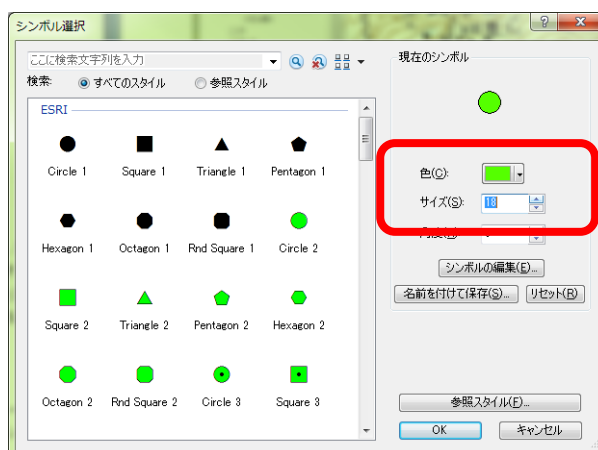 シンボル選択
ここに検索文字列を入力
検索: すべてのスタイル 参照スタイル
ESRI
Circle 1 Square 1 Triangle 1 Pentagon 1
Hexagon 1 Octagon 1 Rnd Square 1 Circle 2
Square 2 Triangle 2 Pentagon 2 Hexagon 2
Octagon 2 Rnd Square 2 Circle 3 Square 3
現在のシンボル
色(C):
サイズ(S): 18
シンボルの編集(E)...
名前を付けて保存(S)... リセット(R)
参照スタイル(F)...
OK キャンセル